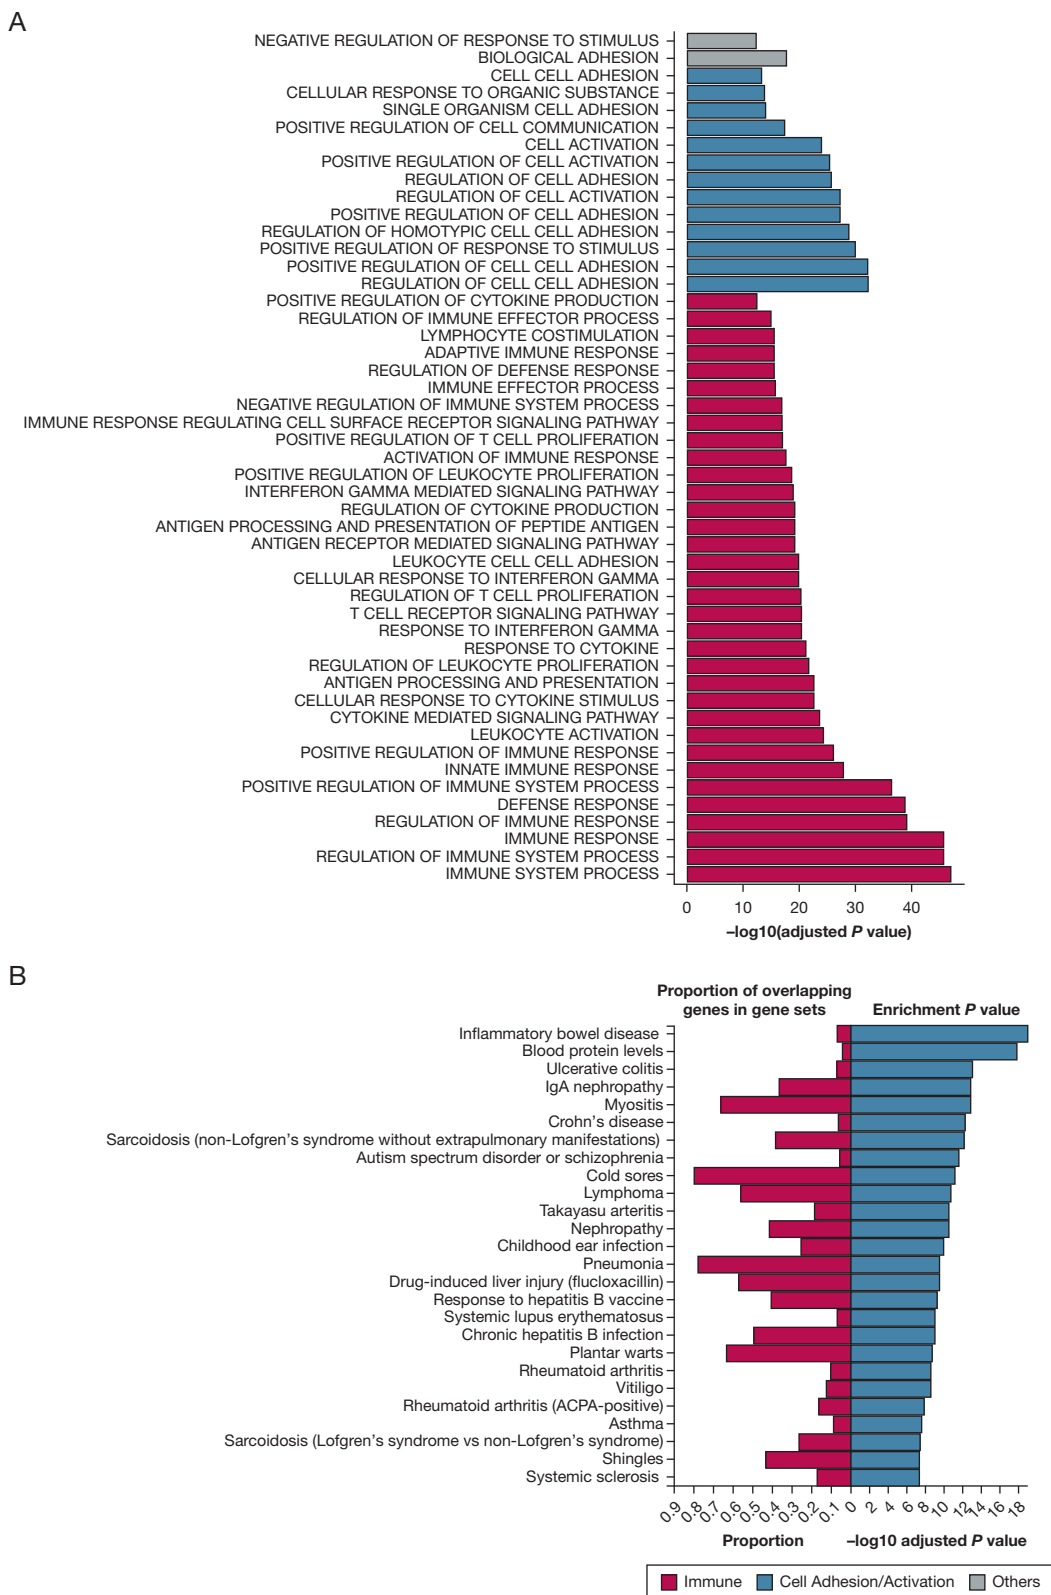 A
NEGATIVE REGULATION OF RESPONSE TO STIMULUS
BIOLOGICAL ADHESION
CELL CELL ADHESION
CELLULAR RESPONSE TO ORGANIC SUBSTANCE
SINGLE ORGANISM CELL ADHESION
POSITIVE REGULATION OF CELL COMMUNICATION
CELL ACTIVATION
POSITIVE REGULATION OF CELL ACTIVATION
REGULATION OF CELL ADHESION
REGULATION OF CELL ACTIVATION
POSITIVE REGULATION OF CELL ADHESION
REGULATION OF HOMOTYPIC CELL CELL ADHESION
POSITIVE REGULATION OF RESPONSE TO STIMULUS
POSITIVE REGULATION OF CELL CELL ADHESION
REGULATION OF CELL CELL ADHESION
POSITIVE REGULATION OF CYTOKINE PRODUCTION
REGULATION OF IMMUNE EFFECTOR PROCESS
LYMPHOCYTE COSTIMULATION
ADAPTIVE IMMUNE RESPONSE
REGULATION OF DEFENSE RESPONSE
IMMUNE EFFECTOR PROCESS
NEGATIVE REGULATION OF IMMUNE SYSTEM PROCESS
IMMUNE RESPONSE REGULATING CELL SURFACE RECEPTOR SIGNALING PATHWAY
POSITIVE REGULATION OF T CELL PROLIFERATION
ACTIVATION OF IMMUNE RESPONSE
POSITIVE REGULATION OF LEUKOCYTE PROLIFERATION
INTERFERON GAMMA MEDIATED SIGNALING PATHWAY
REGULATION OF CYTOKINE PRODUCTION
ANTIGEN PROCESSING AND PRESENTATION OF PEPTIDE ANTIGEN
ANTIGEN RECEPTOR MEDIATED SIGNALING PATHWAY
LEUKOCYTE CELL CELL ADHESION
CELLULAR RESPONSE TO INTERFERON GAMMA
REGULATION OF T CELL PROLIFERATION
T CELL RECEPTOR SIGNALING PATHWAY
RESPONSE TO INTERFERON GAMMA
RESPONSE TO CYTOKINE
REGULATION OF LEUKOCYTE PROLIFERATION
ANTIGEN PROCESSING AND PRESENTATION
CELLULAR RESPONSE TO CYTOKINE STIMULUS
CYTOKINE MEDIATED SIGNALING PATHWAY
LEUKOCYTE ACTIVATION
POSITIVE REGULATION OF IMMUNE RESPONSE
INNATE IMMUNE RESPONSE
POSITIVE REGULATION OF IMMUNE SYSTEM PROCESS
DEFENSE RESPONSE
REGULATION OF IMMUNE RESPONSE
IMMUNE RESPONSE
REGULATION OF IMMUNE SYSTEM PROCESS
IMMUNE SYSTEM PROCESS
0 10 20 30 40
–log10(adjusted P value)
B
Proportion of overlapping genes in gene sets
Enrichment P value
Inflammatory bowel disease
Blood protein levels
Ulcerative colitis
IgA nephropathy
Myositis
Crohn's disease
Sarcoidosis (non-Lofgren's syndrome without extrapulmonary manifestations)
Autism spectrum disorder or schizophrenia
Cold sores
Lymphoma
Takayasu arteritis
Nephropathy
Childhood ear infection
Pneumonia
Drug-induced liver injury (flucloxacillin)
Response to hepatitis B vaccine
Systemic lupus erythematosus
Chronic hepatitis B infection
Plantar warts
Rheumatoid arthritis
Vitiligo
Rheumatoid arthritis (ACPA-positive)
Asthma
Sarcoidosis (Lofgren's syndrome vs non-Lofgren's syndrome)
Shingles
Systemic sclerosis
0.9 0.8 0.7 0.6 0.5 0.4 0.3 0.2 0.1 0 2 4 6 8 10 12 14 16 18
Proportion
–log10 adjusted P value
Immune Cell Adhesion/Activation Others